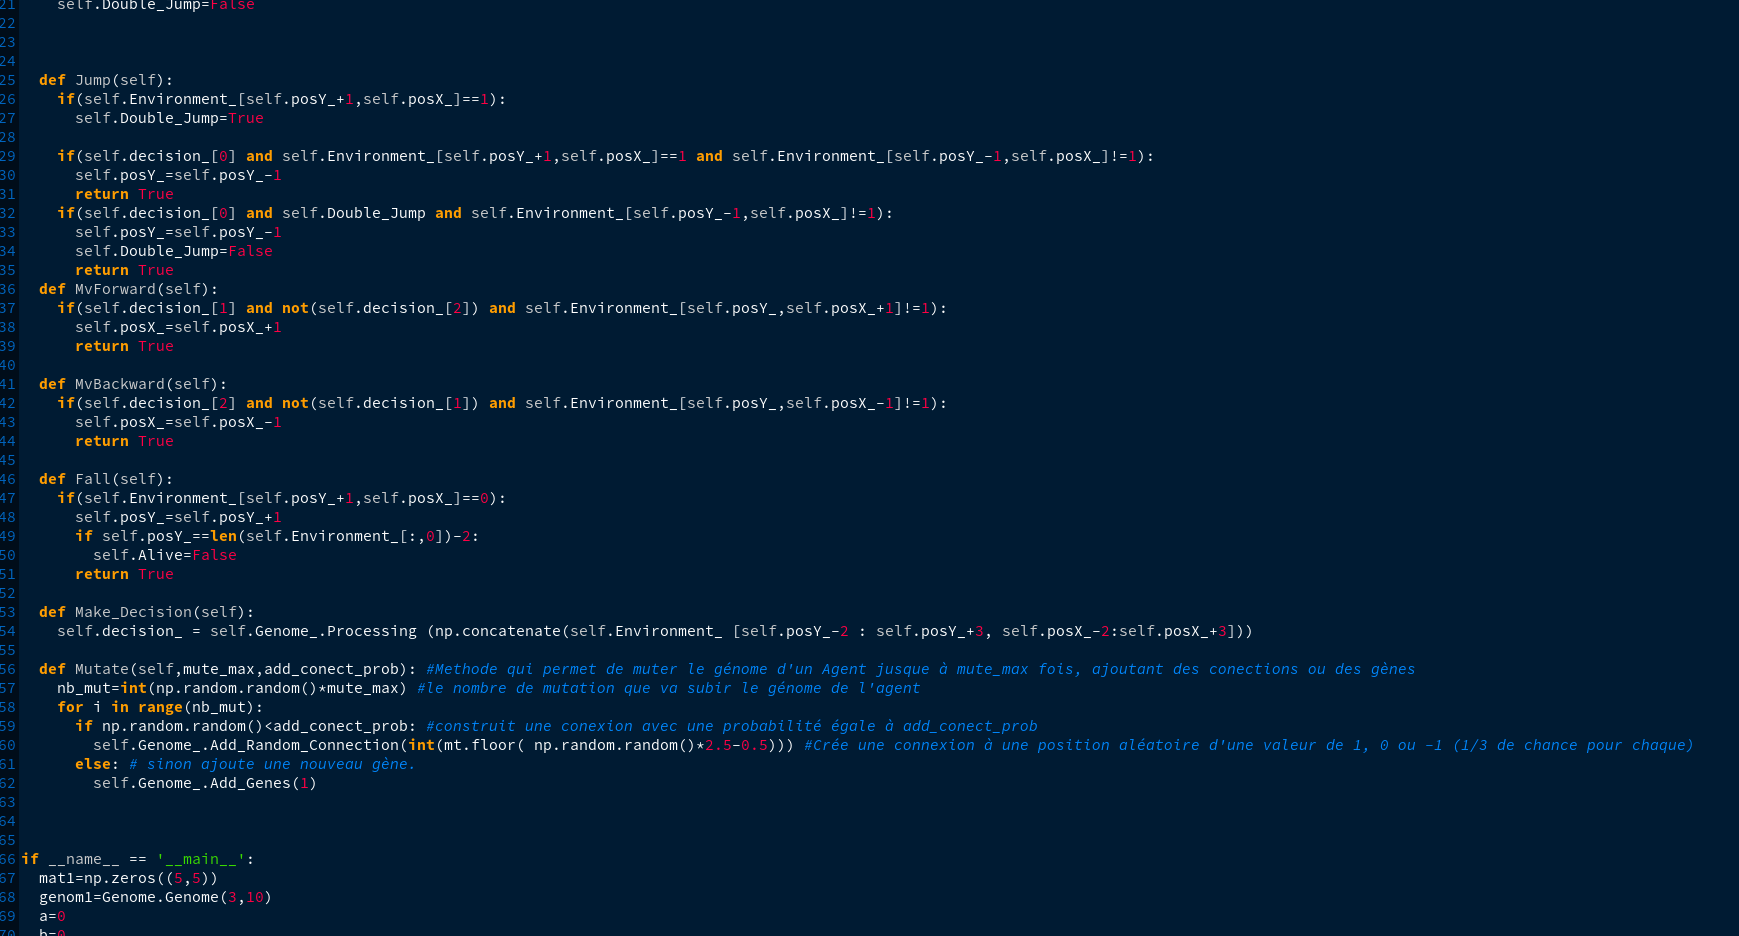 21 self.Double_Jump=False
22
23
24
25 def Jump(self):
26 if(self.Environment_[self.posY_+1,self.posX_]==1):
27 self.Double_Jump=True
28
29 if(self.decision_[0] and self.Environment_[self.posY_+1,self.posX_]==1 and self.Environment_[self.posY_-1,self.posX_]!=1):
30 self.posY_=self.posY_-1
31 return True
32 if(self.decision_[0] and self.Double_Jump and self.Environment_[self.posY_-1,self.posX_]!=1):
33 self.posY_=self.posY_-1
34 self.Double_Jump=False
35 return True
36 def MvForward(self):
37 if(self.decision_[1] and not(self.decision_[2]) and self.Environment_[self.posY_,self.posX_+1]!=1):
38 self.posX_=self.posX_+1
39 return True
40
41 def MvBackward(self):
42 if(self.decision_[2] and not(self.decision_[1]) and self.Environment_[self.posY_,self.posX_-1]!=1):
43 self.posX_=self.posX_-1
44 return True
45
46 def Fall(self):
47 if(self.Environment_[self.posY_+1,self.posX_]==0):
48 self.posY_=self.posY_+1
49 if self.posY_==len(self.Environment_[:,0])-2:
50 self.Alive=False
51 return True
52
53 def Make_Decision(self):
54 self.decision_ = self.Genome_.Processing (np.concatenate(self.Environment_ [self.posY_-2 : self.posY_+3, self.posX_-2:self.posX_+3]))
55
56 def Mutate(self,mute_max,add_conect_prob): #Methode qui permet de muter le génome d'un Agent jusque à mute_max fois, ajoutant des conections ou des gènes
57 nb_mut=int(np.random.random()*mute_max) #le nombre de mutation que va subir le génome de l'agent
58 for i in range(nb_mut):
59 if np.random.random()<add_conect_prob: #construit une conexion avec une probabilité égale à add_conect_prob
60 self.Genome_.Add_Random_Connection(int(mt.floor( np.random.random()*2.5-0.5))) #Crée une connexion à une position aléatoire d'une valeur de 1, 0 ou -1 (1/3 de chance pour chaque)
61 else: # sinon ajoute une nouveau gène.
62 self.Genome_.Add_Genes(1)
63
64
65
66 if __name__ == '__main__':
67 mat1=np.zeros((5,5))
68 genom1=Genome.Genome(3,10)
69 a=0
70 b=0